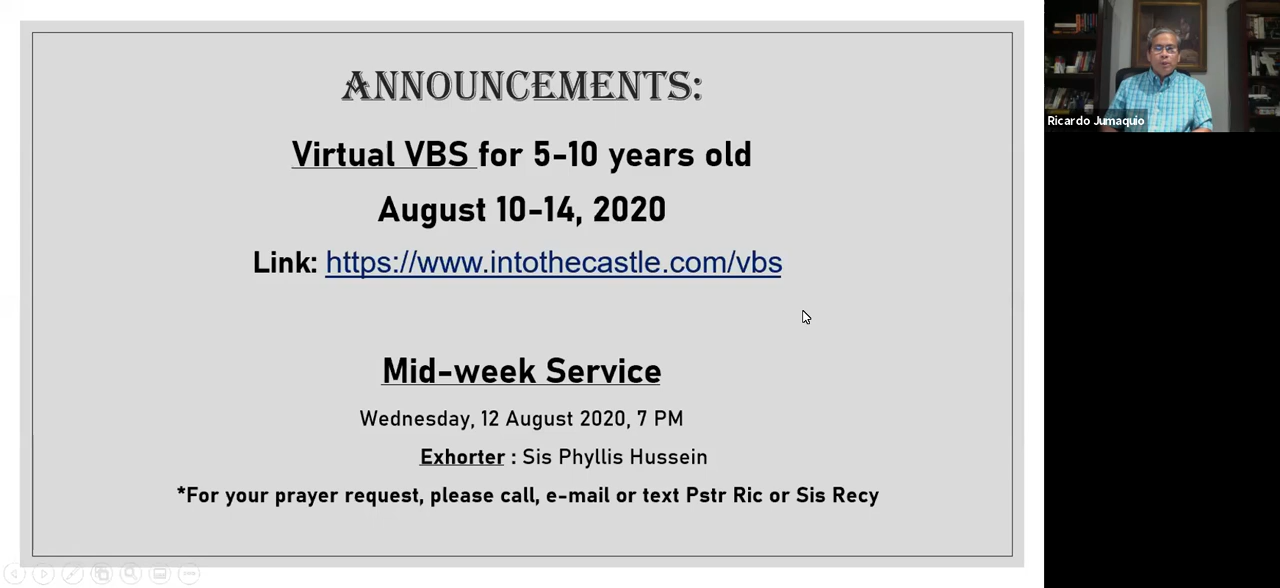 ANNOUNCEMENTS:
Virtual VBS for 5-10 years old
August 10-14, 2020
Link: https://www.intothecastle.com/vbs
Mid-week Service
Wednesday, 12 August 2020, 7 PM
Exhorter : Sis Phyllis Hussein
*For your prayer request, please call, e-mail or text Pstr Ric or Sis Recy
Ricardo Jumaquio